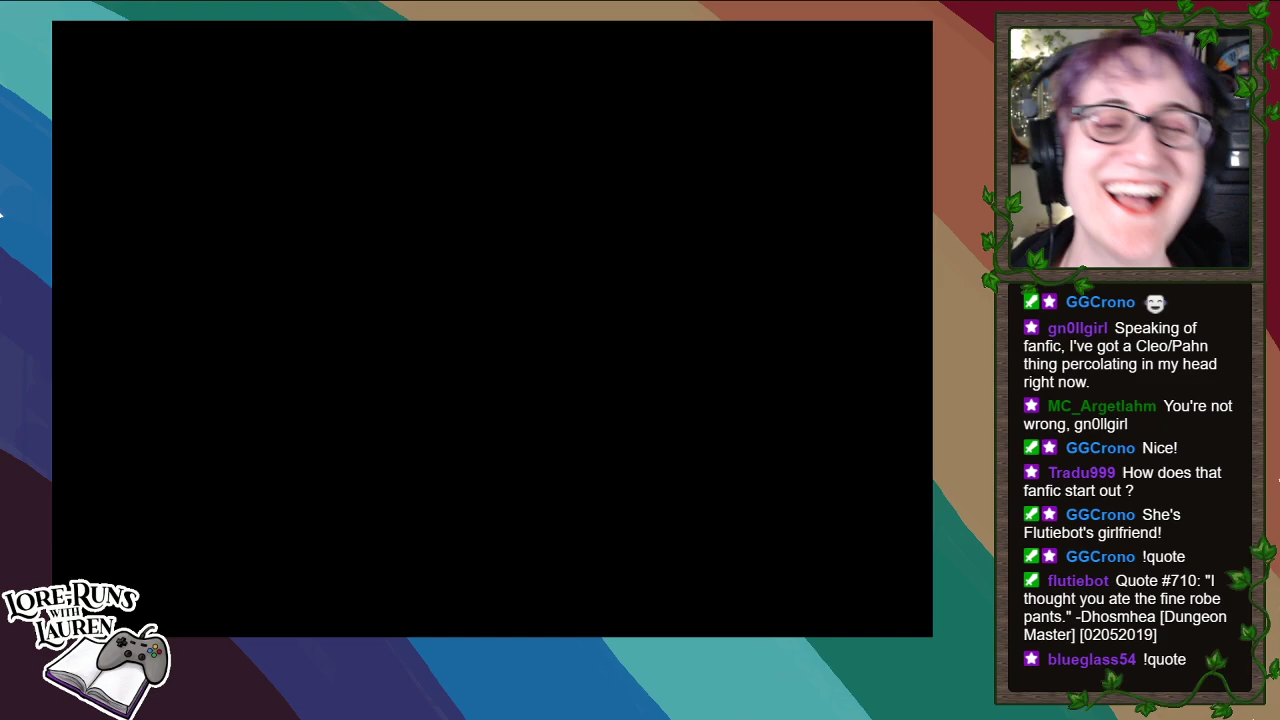 GGCrono
gn0llgirl Speaking of
fanfic, I've got a Cleo/Pahn
thing percolating in my head
right now.
MC_Argetlahm You're not
wrong, gn0llgirl
GGCrono Nice!
Tradu999 How does that
fanfic start out ?
GGCrono She's
Flutiebot's girlfriend!
GGCrono !quote
flutiebot Quote #710: "I
thought you ate the fine robe
pants." -Dhosmhea [Dungeon
Master] [02052019]
blueglass54 !quote
LORE-RUNS
WITH
LAUREN